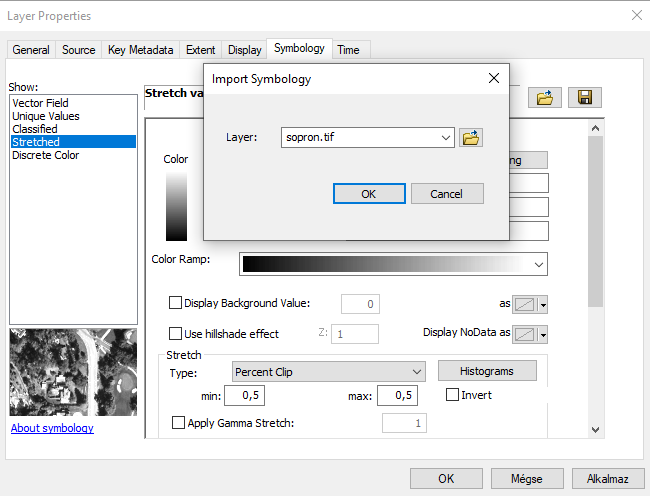 Layer Properties
General Source Key Metadata Extent Display Symbology Time
Show:
Vector Field
Unique Values
Classified
Stretched
Discrete Color
About symbology
Stretch va
Import Symbology
Layer: sopron.tif
OK Cancel
Color
ng
Color Ramp:
Display Background Value: 0 as
Use hillshade effect Z: 1 Display NoData as
Stretch
Type: Percent Clip Histograms
min: 0,5 max: 0,5 Invert
Apply Gamma Stretch: 1
OK Mégse Alkalmaz